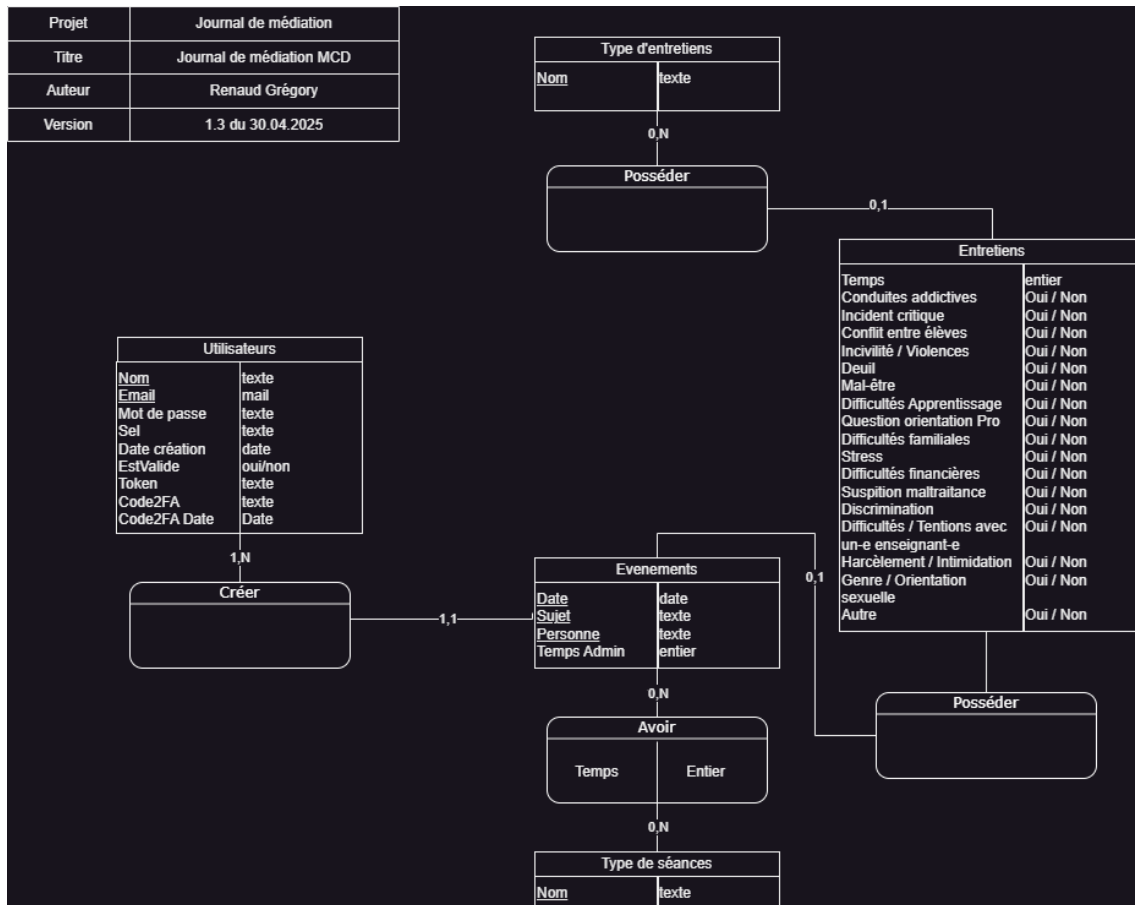 Projet Journal de médiation
Titre Journal de médiation MCD
Auteur Renaud Grégory
Version 1.3 du 30.04.2025
Type d'entretiens
Nom texte
0,N
Posséder
0,1
Entretiens
Temps entier
Conduites addictives Oui / Non
Incident critique Oui / Non
Conflit entre élèves Oui / Non
Incivilité / Violences Oui / Non
Deuil Oui / Non
Mal-être Oui / Non
Difficultés Apprentissage Oui / Non
Question orientation Pro Oui / Non
Difficultés familiales Oui / Non
Stress Oui / Non
Difficultés financières Oui / Non
Suspition maltraitance Oui / Non
Discrimination Oui / Non
Difficultés / Tentions avec Oui / Non
un-e enseignant-e
Harcèlement / Intimidation Oui / Non
Genre / Orientation Oui / Non
sexuelle
Autre Oui / Non
Utilisateurs
Nom texte
Email mail
Mot de passe texte
Sel texte
Date création date
EstValide oui/non
Token texte
Code2FA texte
Code2FA Date Date
1,N
Créer
1,1
Evenements
Date date
Sujet texte
Personne texte
Temps Admin entier
0,1
Posséder
0,N
Avoir
Temps Entier
0,N
Type de séances
Nom texte